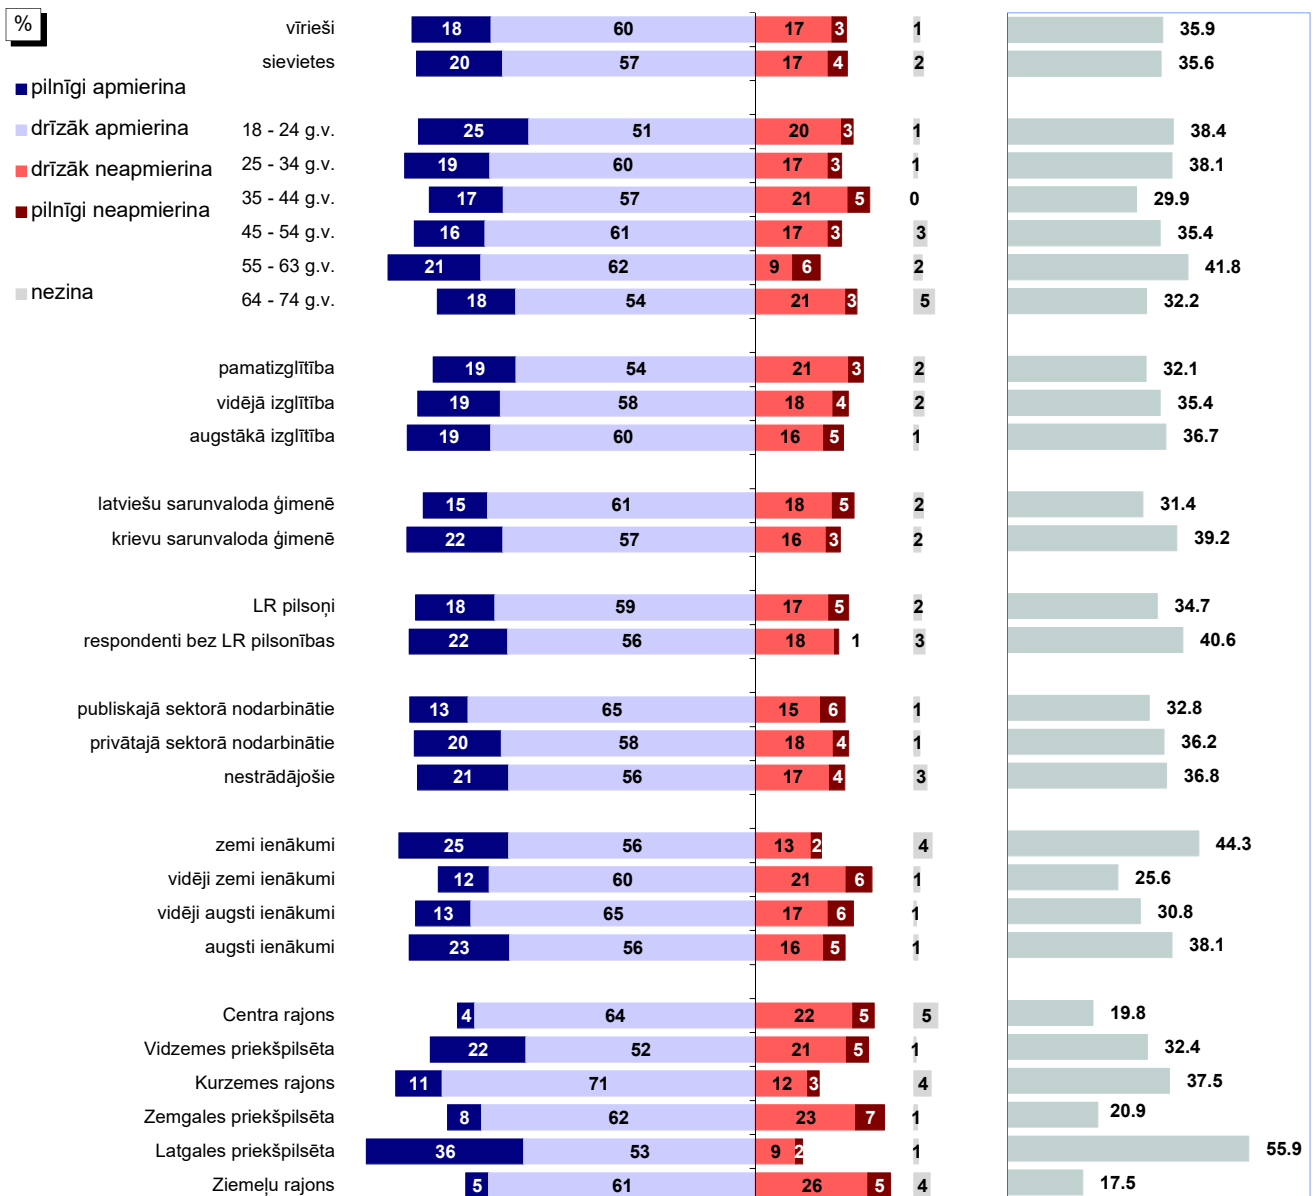 %
pilnīgi apmierina
drīzāk apmierina
drīzāk neapmierina
pilnīgi neapmierina
nezina
vīrieši 18 60 17 3 1 35.9
sievietes 20 57 17 4 2 35.6
18 - 24 g.v. 25 51 20 3 1 38.4
25 - 34 g.v. 19 60 17 3 1 38.1
35 - 44 g.v. 17 57 21 5 0 29.9
45 - 54 g.v. 16 61 17 3 3 35.4
55 - 63 g.v. 21 62 9 6 2 41.8
64 - 74 g.v. 18 54 21 3 5 32.2
pamatizglītība 19 54 21 3 2 32.1
vidējā izglītība 19 58 18 4 2 35.4
augstākā izglītība 19 60 16 5 1 36.7
latviešu sarunvaloda ģimenē 15 61 18 5 2 31.4
krievu sarunvaloda ģimenē 22 57 16 3 2 39.2
LR pilsoņi 18 59 17 5 2 34.7
respondenti bez LR pilsonības 22 56 18 1 3 40.6
publiskajā sektorā nodarbinātie 13 65 15 6 1 32.8
privātajā sektorā nodarbinātie 20 58 18 4 1 36.2
nestrādājošie 21 56 17 4 3 36.8
zemi ienākumi 25 56 13 2 4 44.3
vidēji zemi ienākumi 12 60 21 6 1 25.6
vidēji augsti ienākumi 13 65 17 6 1 30.8
augsti ienākumi 23 56 16 5 1 38.1
Centra rajons 4 64 22 5 5 19.8
Vidzemes priekšpilsēta 22 52 21 5 1 32.4
Kurzemes rajons 11 71 12 3 4 37.5
Zemgales priekšpilsēta 8 62 23 7 1 20.9
Latgales priekšpilsēta 36 53 9 2 1 55.9
Ziemeļu rajons 5 61 26 5 4 17.5